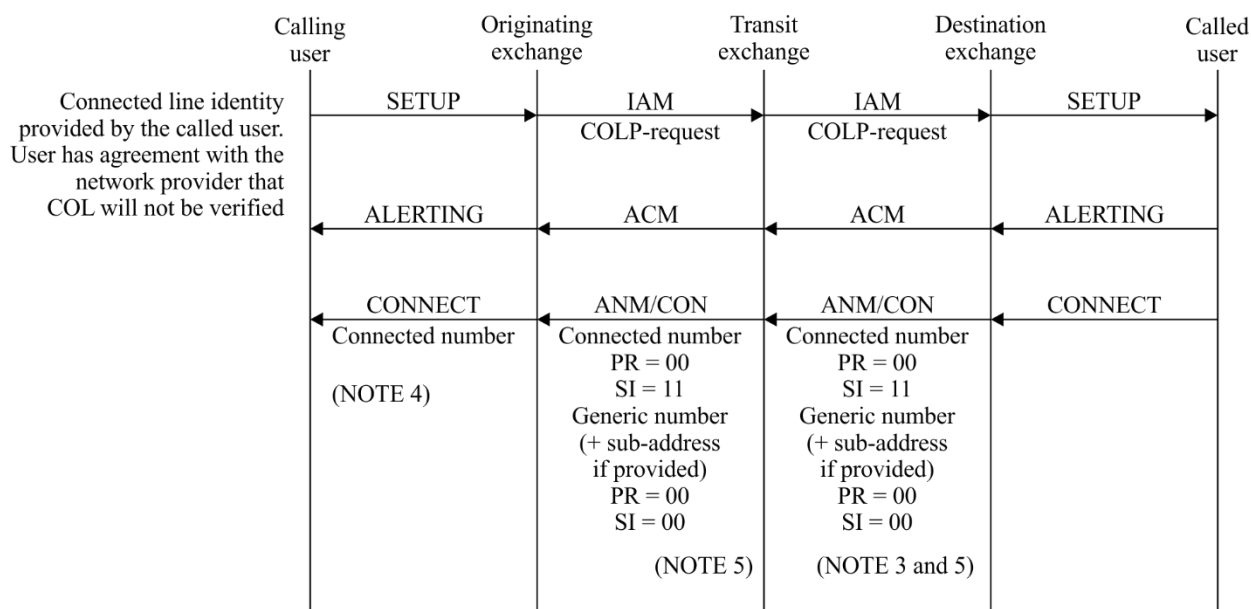 Calling
user
Originating
exchange
Transit
exchange
Destination
exchange
Called
user
Connected line identity
provided by the called user.
User has agreement with the
network provider that
COL will not be verified
SETUP
IAM
COLP-request
IAM
COLP-request
SETUP
ALERTING
ACM
ACM
ALERTING
CONNECT
Connected number
(NOTE 4)
ANM/CON
Connected number
PR = 00
SI = 11
Generic number
(+ sub-address
if provided)
PR = 00
SI = 00
(NOTE 5)
ANM/CON
Connected number
PR = 00
SI = 11
Generic number
(+ sub-address
if provided)
PR = 00
SI = 00
(NOTE 3 and 5)
CONNECT